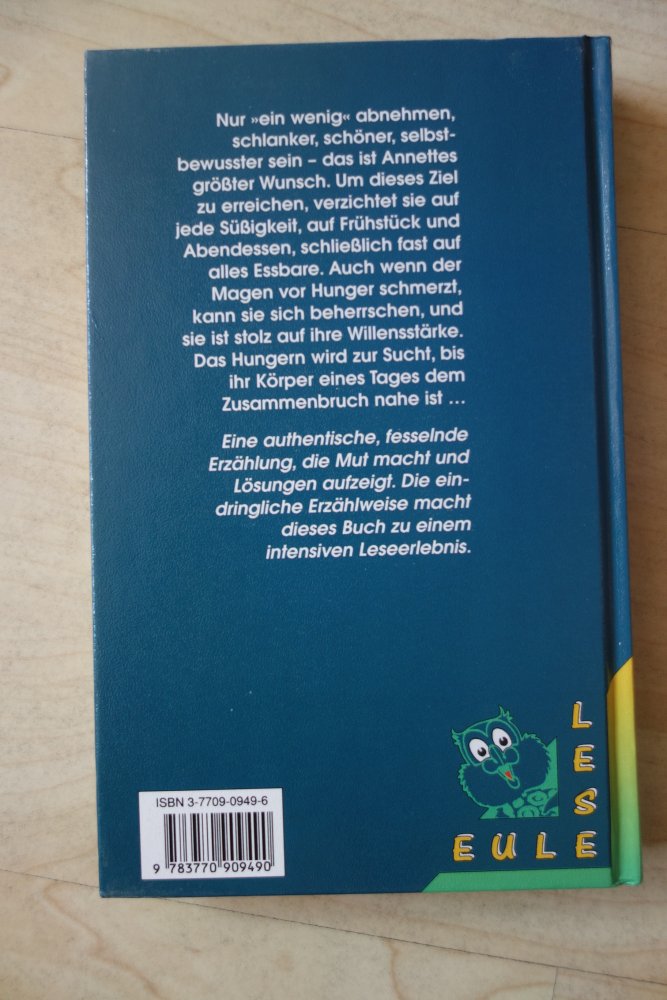 Nur »ein wenig« abnehmen,
schlanker, schöner, selbst-
bewusster sein – das ist Annettes
größter Wunsch. Um dieses Ziel
zu erreichen, verzichtet sie auf
jede Süßigkeit, auf Frühstück und
Abendessen, schließlich fast auf
alles Essbare. Auch wenn der
Magen vor Hunger schmerzt,
kann sie sich beherrschen, und
sie ist stolz auf ihre Willensstärke.
Das Hungern wird zur Sucht, bis
ihr Körper eines Tages dem
Zusammenbruch nahe ist ...
Eine authentische, fesselnde
Erzählung, die Mut macht und
Lösungen aufzeigt. Die ein-
dringliche Erzählweise macht
dieses Buch zu einem
intensiven Leseerlebnis.
LESE
EULE
ISBN 3-7709-0949-6
9 783770 909490